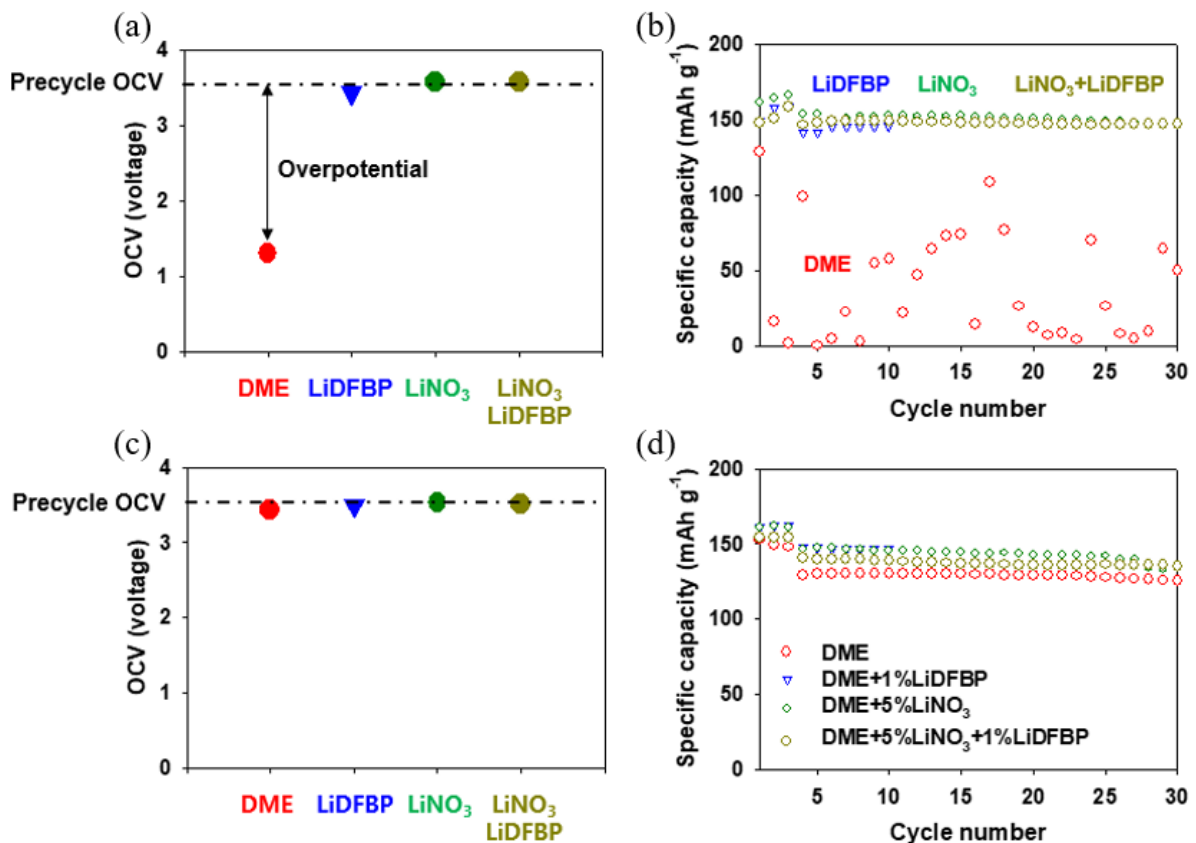 (a)
4
3
2
1
0
Precycle OCV
OCV (voltage)
Overpotential
DME LiDFBP LiNO₃ LiNO₃
LiDFBP
(b)
200
150
100
50
0
Specific capacity (mAh g⁻¹)
LiDFBP LiNO₃ LiNO₃+LiDFBP
DME
5 10 15 20 25 30
Cycle number
(c)
4
3
2
1
0
Precycle OCV
OCV (voltage)
DME LiDFBP LiNO₃ LiNO₃
LiDFBP
(d)
200
150
100
50
0
Specific capacity (mAh g⁻¹)
DME
DME+1%LiDFBP
DME+5%LiNO₃
DME+5%LiNO₃+1%LiDFBP
5 10 15 20 25 30
Cycle number